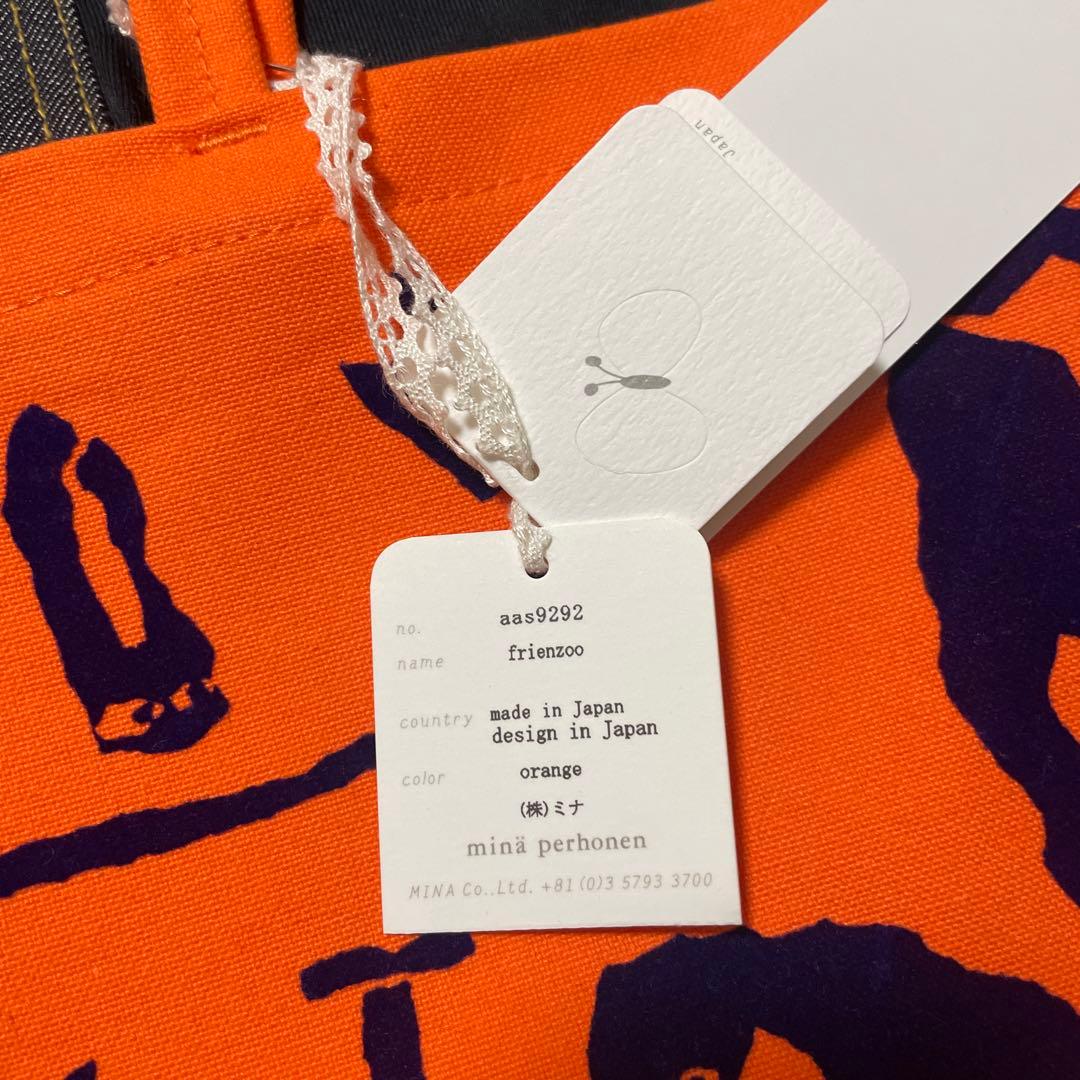 Japan
no. aas9292
name frienzoo
country made in Japan
design in Japan
color orange
(株)ミナ
minä perhonen
MINA Co.,Ltd. +81(0)3 5793 3700